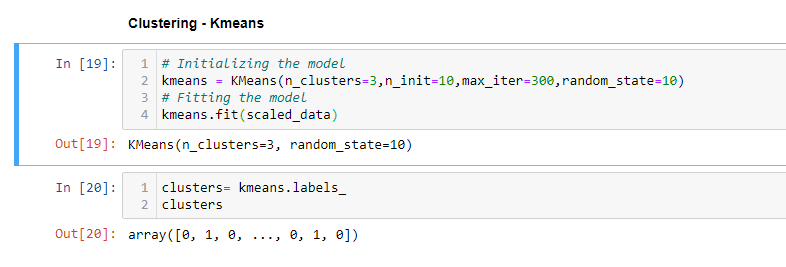 Clustering - Kmeans
In [19]:
1 # Initializing the model
2 kmeans = KMeans(n_clusters=3,n_init=10,max_iter=300,random_state=10)
3 # Fitting the model
4 kmeans.fit(scaled_data)
Out[19]: KMeans(n_clusters=3, random_state=10)
In [20]:
1 clusters= kmeans.labels_
2 clusters
Out[20]: array([0, 1, 0, ..., 0, 1, 0])